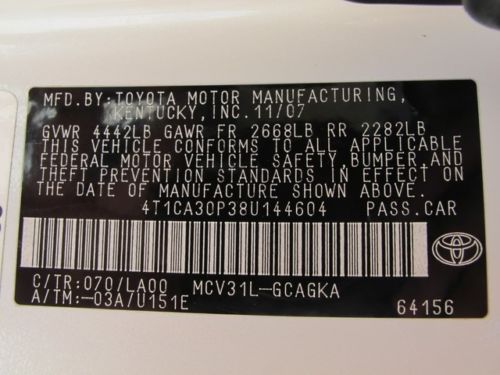 MFD.BY:TOYOTA MOTOR MANUFACTURING,
KENTUCKY, INC. 11/07
GVWR 4442LB GAWR FR 2668LB RR 2282LB
THIS VEHICLE CONFORMS TO ALL APPLICABLE
FEDERAL MOTOR VEHICLE SAFETY, BUMPER, AND
THEFT PREVENTION STANDARDS IN EFFECT ON
THE DATE OF MANUFACTURE SHOWN ABOVE.
4T1CA30P38U144604 PASS.CAR
C/TR:070/LA00 MCV31L-GCAGKA
A/TM:-03A/U151E 64156